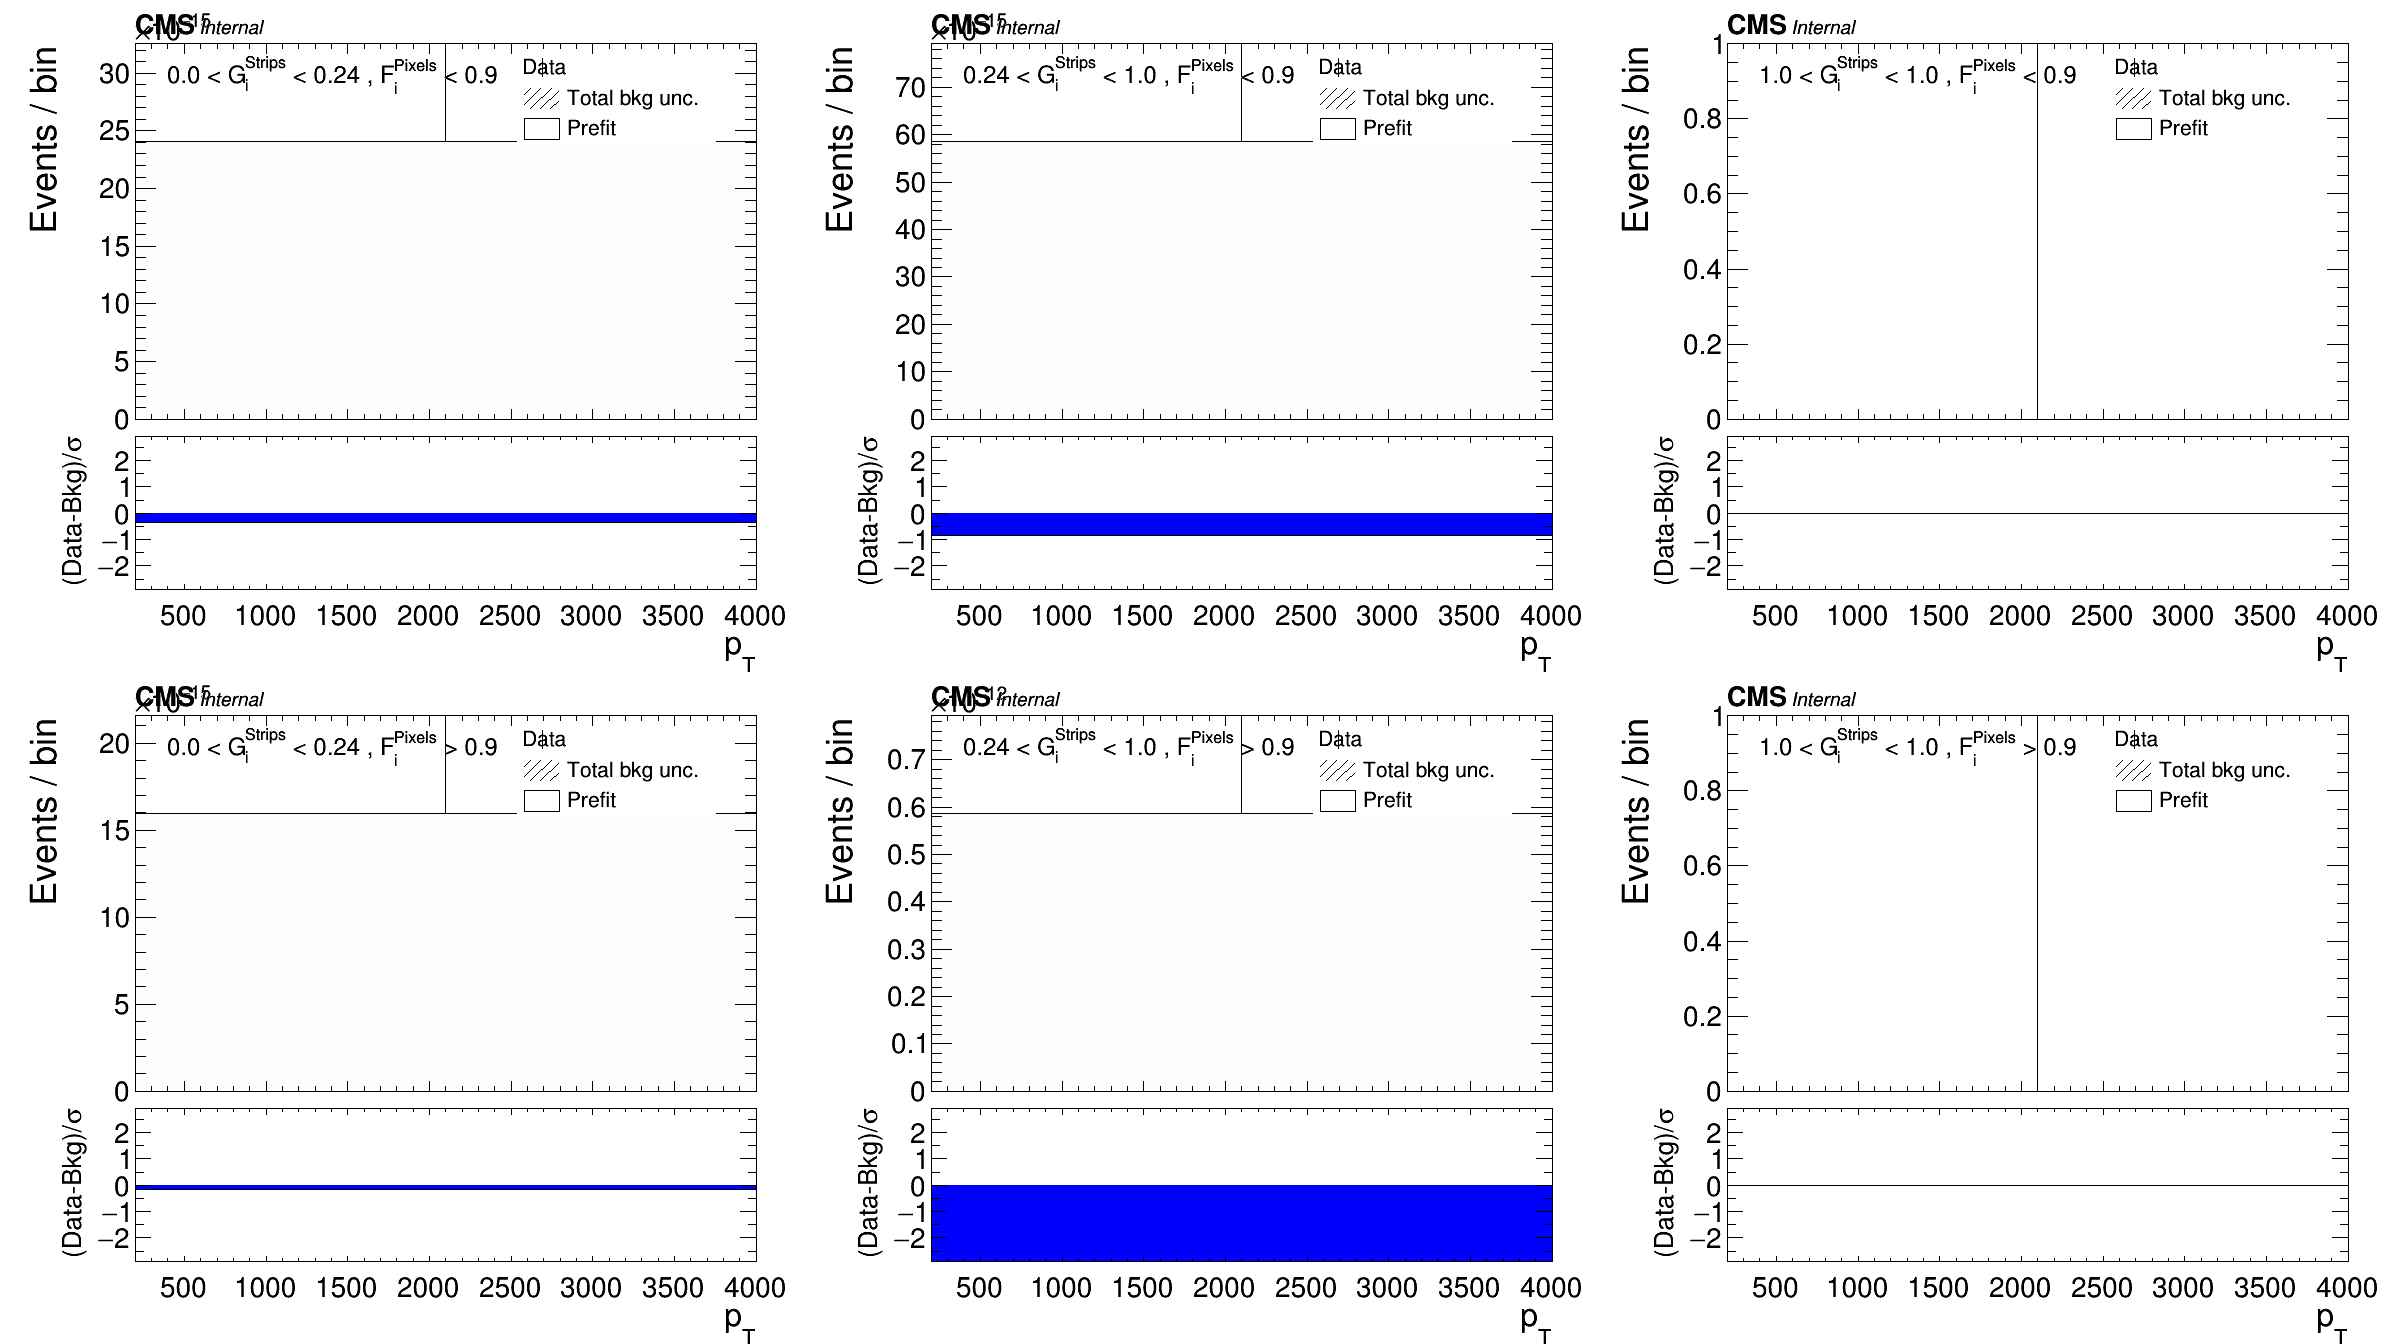 CMS Internal
Events / bin
30
25
20
15
10
5
0
0.0 < G_i^Strips < 0.24 , F_i^Pixels < 0.9
Data
Total bkg unc.
Prefit
(Data-Bkg)/σ
2
1
0
−1
−2
500 1000 1500 2000 2500 3000 3500 4000
p_T
CMS Internal
Events / bin
70
60
50
40
30
20
10
0
0.24 < G_i^Strips < 1.0 , F_i^Pixels < 0.9
Data
Total bkg unc.
Prefit
(Data-Bkg)/σ
2
1
0
−1
−2
500 1000 1500 2000 2500 3000 3500 4000
p_T
CMS Internal
Events / bin
1
0.8
0.6
0.4
0.2
0
1.0 < G_i^Strips < 1.0 , F_i^Pixels < 0.9
Data
Total bkg unc.
Prefit
(Data-Bkg)/σ
2
1
0
−1
−2
500 1000 1500 2000 2500 3000 3500 4000
p_T
CMS Internal
Events / bin
20
15
10
5
0
0.0 < G_i^Strips < 0.24 , F_i^Pixels > 0.9
Data
Total bkg unc.
Prefit
(Data-Bkg)/σ
2
1
0
−1
−2
500 1000 1500 2000 2500 3000 3500 4000
p_T
CMS Internal
Events / bin
0.7
0.6
0.5
0.4
0.3
0.2
0.1
0
0.24 < G_i^Strips < 1.0 , F_i^Pixels > 0.9
Data
Total bkg unc.
Prefit
(Data-Bkg)/σ
2
1
0
−1
−2
500 1000 1500 2000 2500 3000 3500 4000
p_T
CMS Internal
Events / bin
1
0.8
0.6
0.4
0.2
0
1.0 < G_i^Strips < 1.0 , F_i^Pixels > 0.9
Data
Total bkg unc.
Prefit
(Data-Bkg)/σ
2
1
0
−1
−2
500 1000 1500 2000 2500 3000 3500 4000
p_T